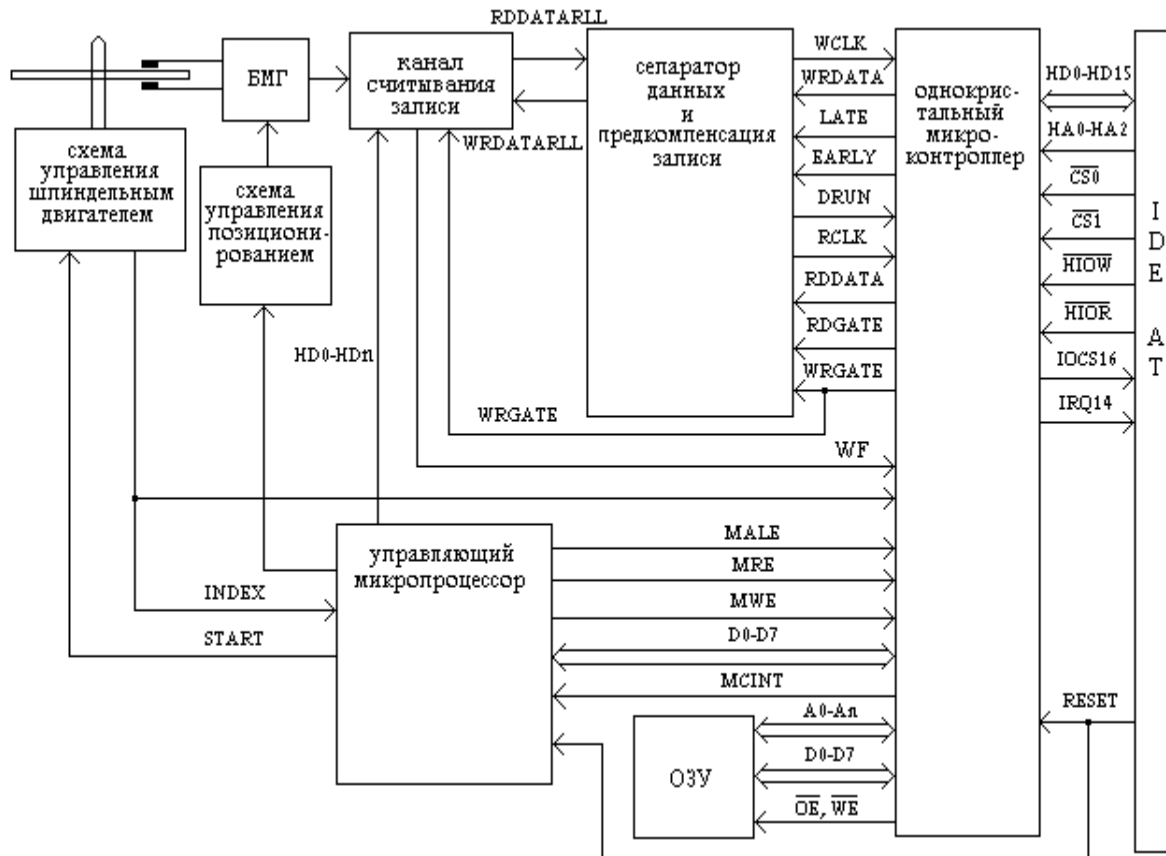 RDDATARLL
БМГ
канал
считывания
записи
WRDATARLL
сепаратор
данных
и
предкомпенсация
записи
WCLK
WRDATA
LATE
EARLY
DRUN
RCLK
RDDATA
RDGATE
WRGATE
однокрис-
тальный
микро-
контроллер
HD0-HD15
HA0-HA2
CS0
CS1
HIOW
HIOR
IOCS16
IRQ14
RESET
IDE AT
схема
управления
шпиндельным
двигателем
схема
управления
позициони-
рованием
HD0-HDn
WRGATE
WF
управляющий
микропроцессор
INDEX
START
MALE
MRE
MWE
D0-D7
MCINT
A0-An
D0-D7
OE, WE
ОЗУ